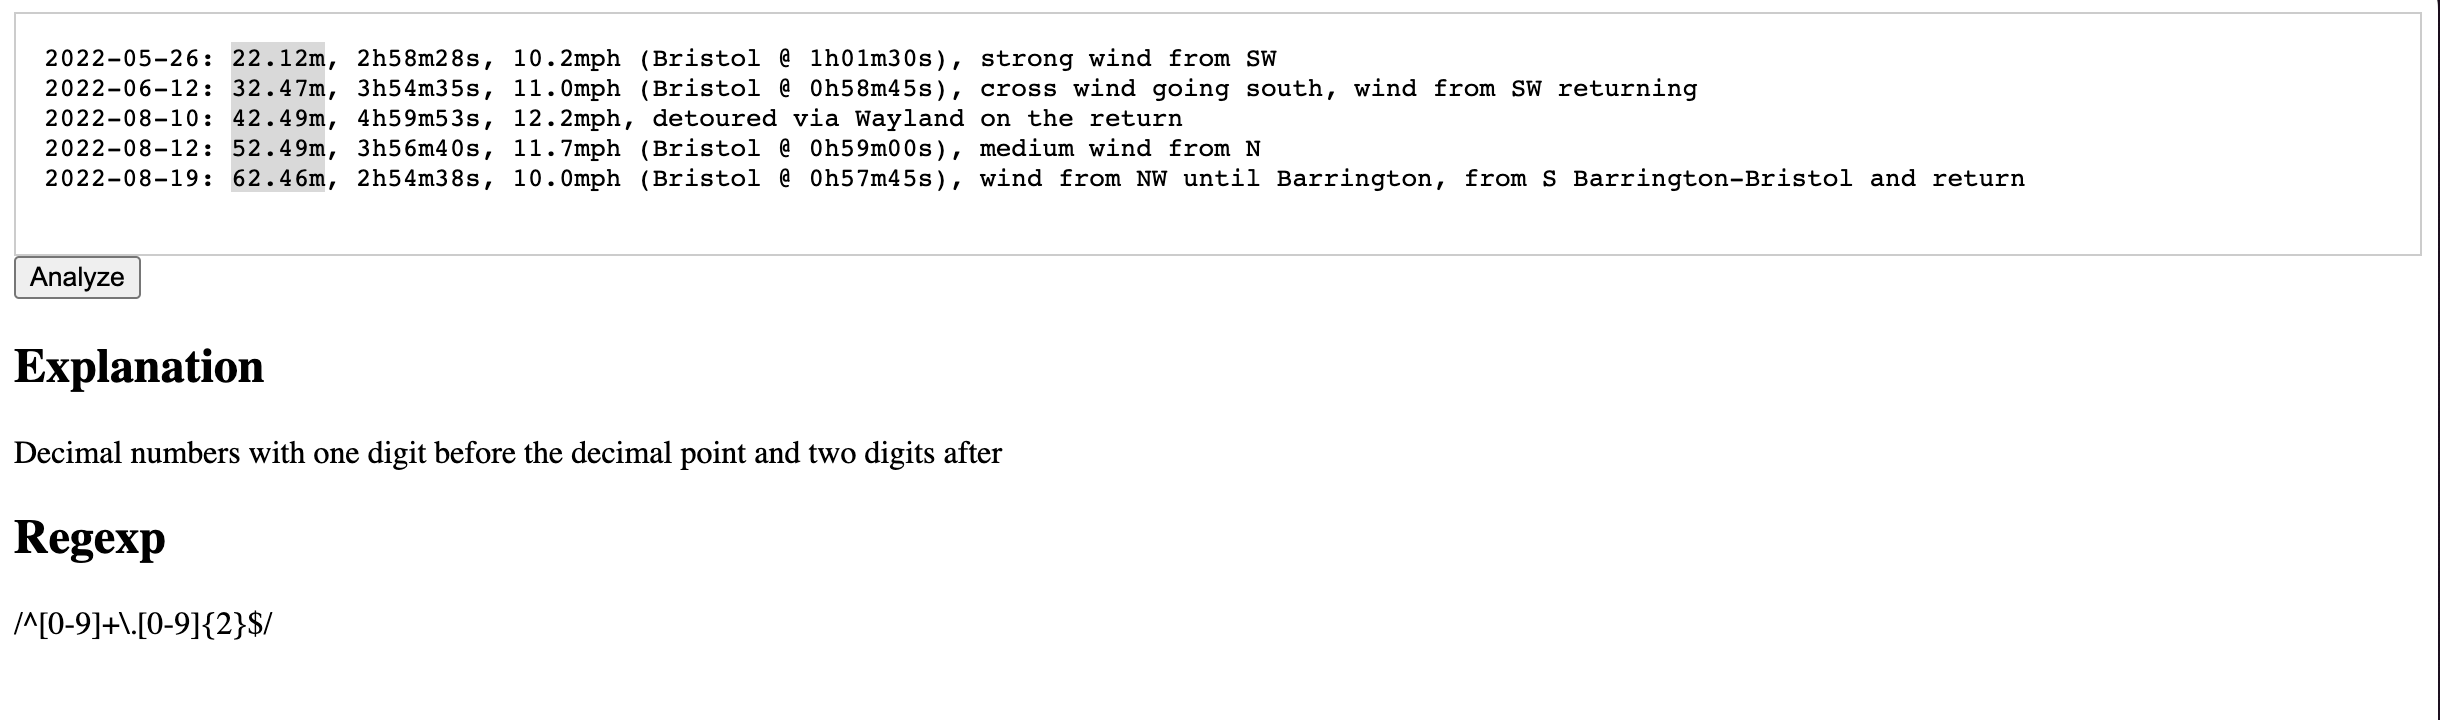 2022-05-26: 22.12m, 2h58m28s, 10.2mph (Bristol @ 1h01m30s), strong wind from SW
2022-06-12: 32.47m, 3h54m35s, 11.0mph (Bristol @ 0h58m45s), cross wind going south, wind from SW returning
2022-08-10: 42.49m, 4h59m53s, 12.2mph, detoured via Wayland on the return
2022-08-12: 52.49m, 3h56m40s, 11.7mph (Bristol @ 0h59m00s), medium wind from N
2022-08-19: 62.46m, 2h54m38s, 10.0mph (Bristol @ 0h57m45s), wind from NW until Barrington, from S Barrington-Bristol and return
Analyze
Explanation
Decimal numbers with one digit before the decimal point and two digits after
Regexp
/^[0-9]+\.[0-9]{2}$/